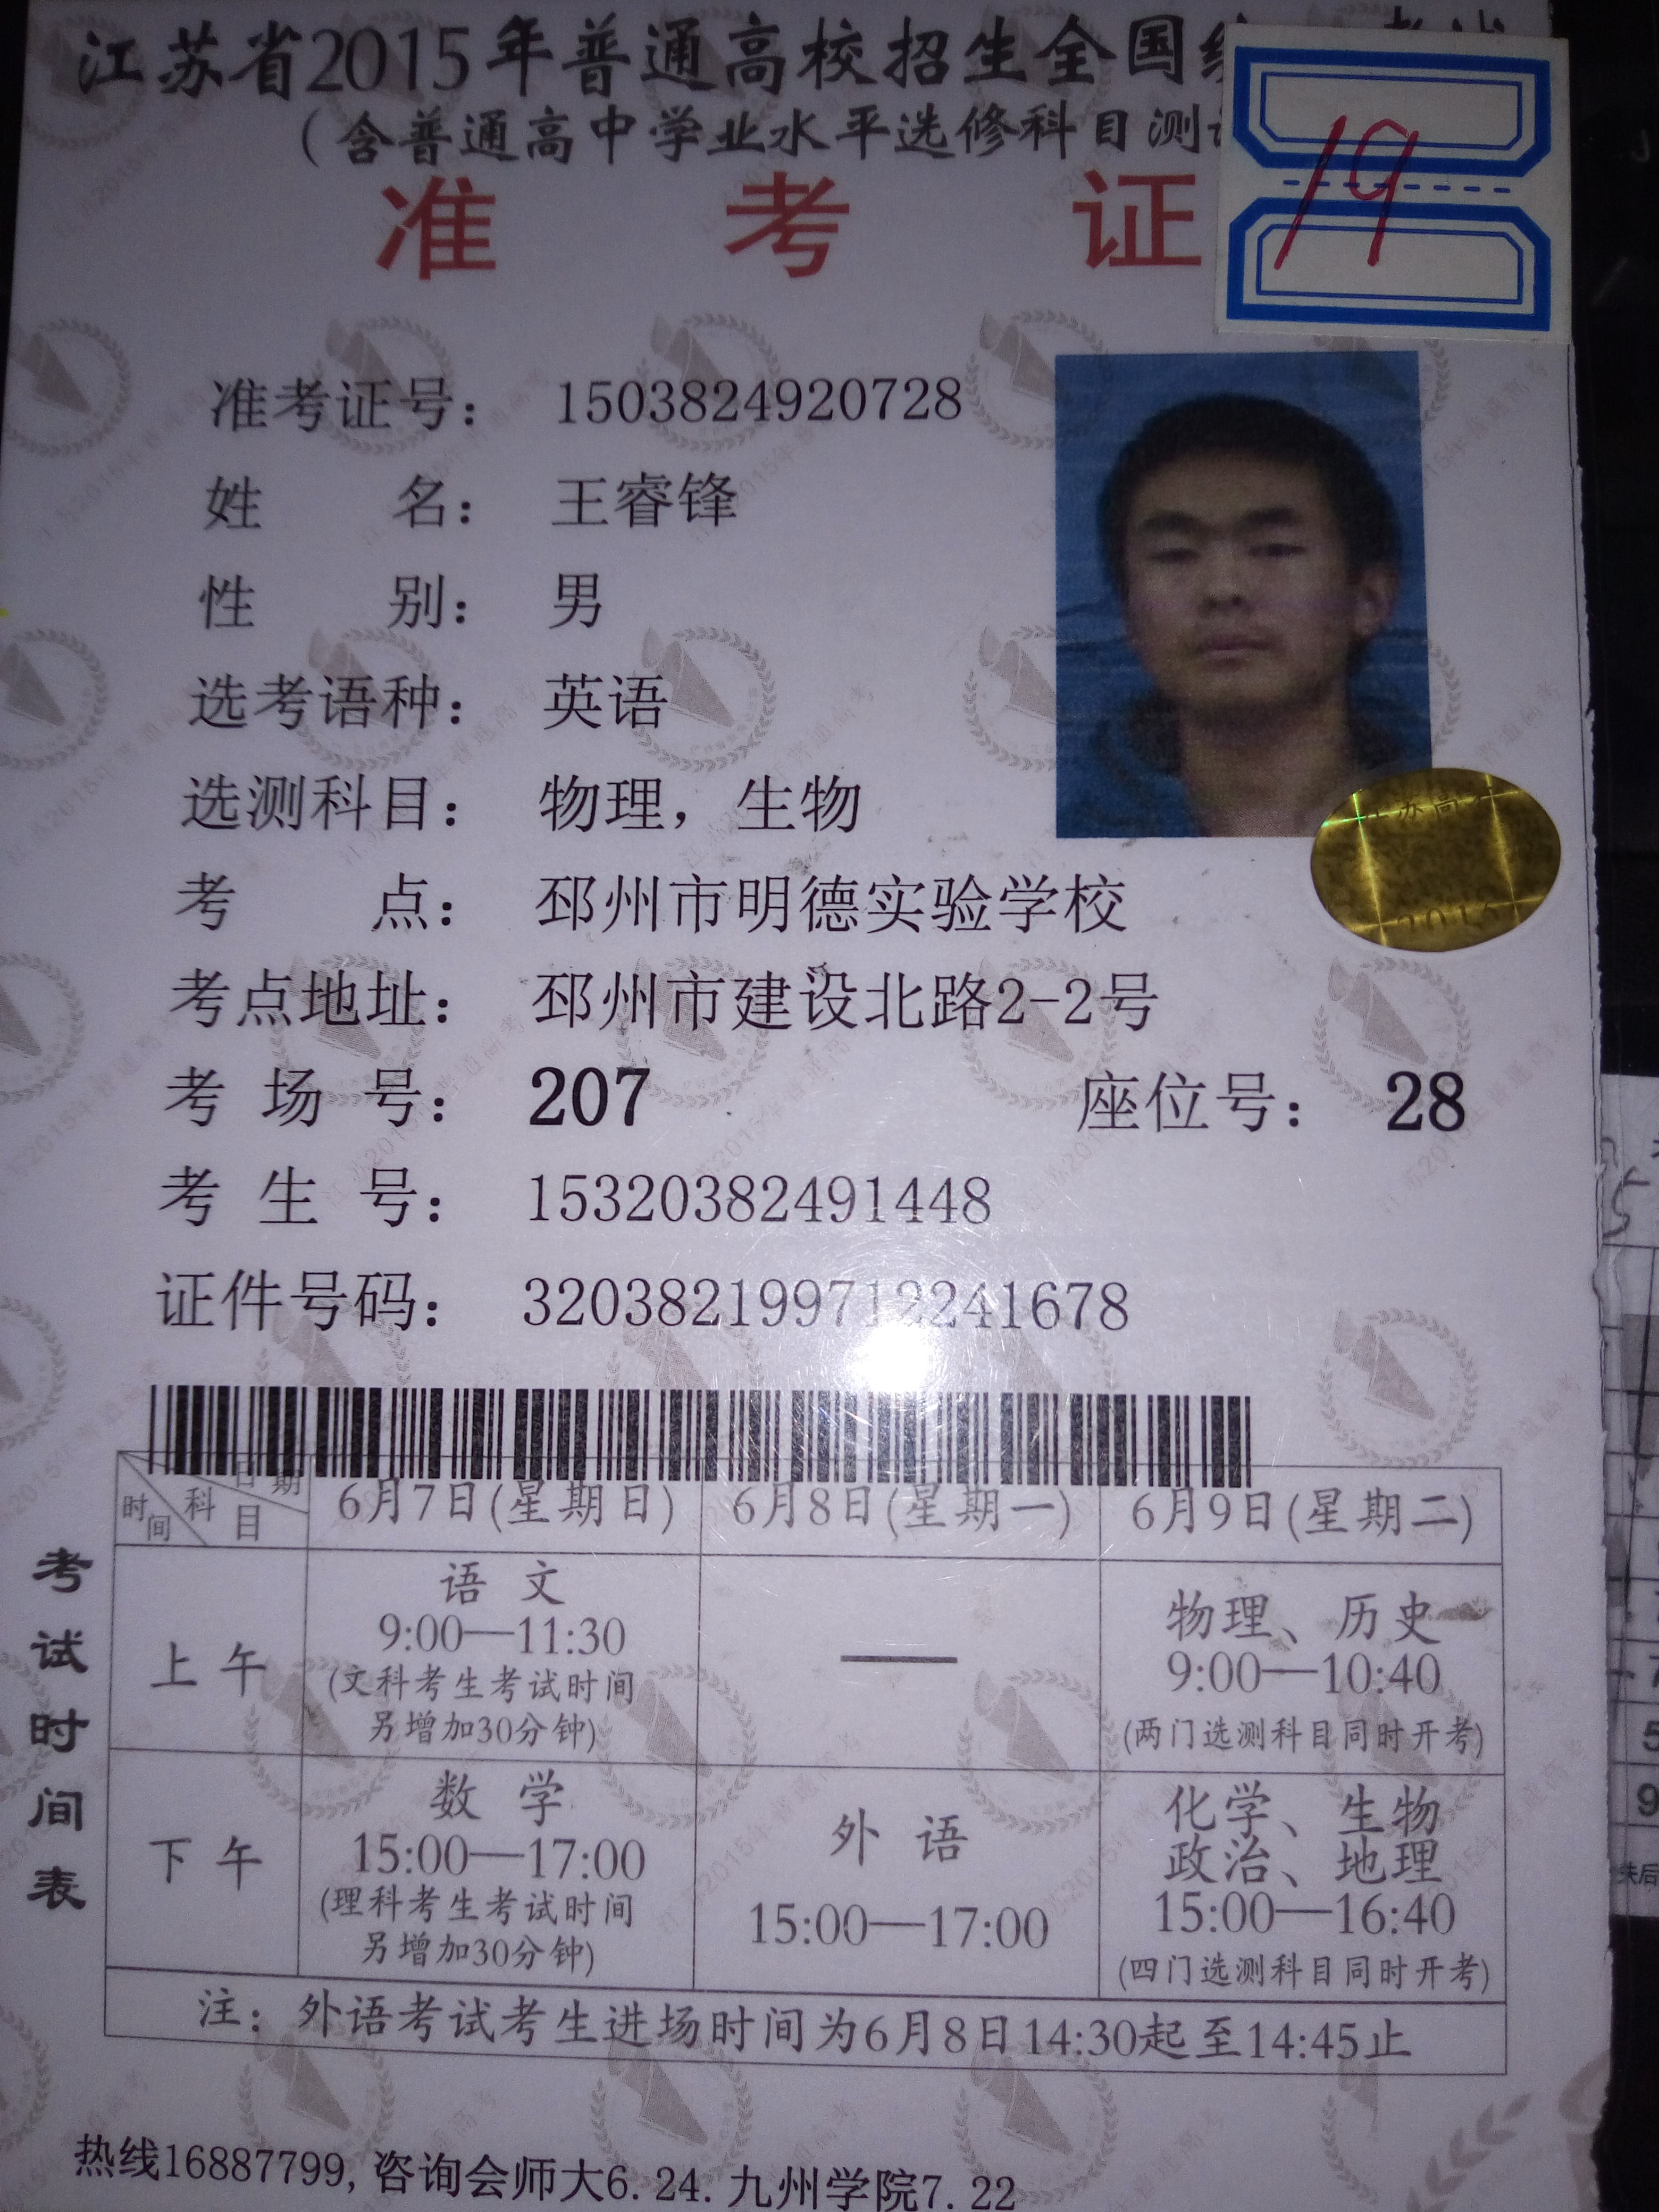 江苏省2015年普通高校招生全国
（含普通高中学业水平选修科目测
19
准 考 证
准考证号： 1503824920728
姓 名： 王睿锋
性 别： 男
选考语种： 英语
选测科目： 物理，生物
考 点： 邳州市明德实验学校
考点地址： 邳州市建设北路2-2号
考 场 号： 207 座位号： 28
考 生 号： 15320382491448
证件号码： 320382199712241678
考试时间表
日期 科目 时间 6月7日(星期日) 6月8日(星期一) 6月9日(星期二)
上 午
语 文
9:00—11:30
(文科考生考试时间
另增加30分钟)
——
物理、历史
9:00—10:40
(两门选测科目同时开考)
下 午
数 学
15:00—17:00
(理科考生考试时间
另增加30分钟)
外 语
15:00—17:00
化学、生物
政治、地理
15:00—16:40
(四门选测科目同时开考)
注：外语考试考生进场时间为6月8日14:30起至14:45止
热线16887799,咨询会师大6.24.九州学院7.22